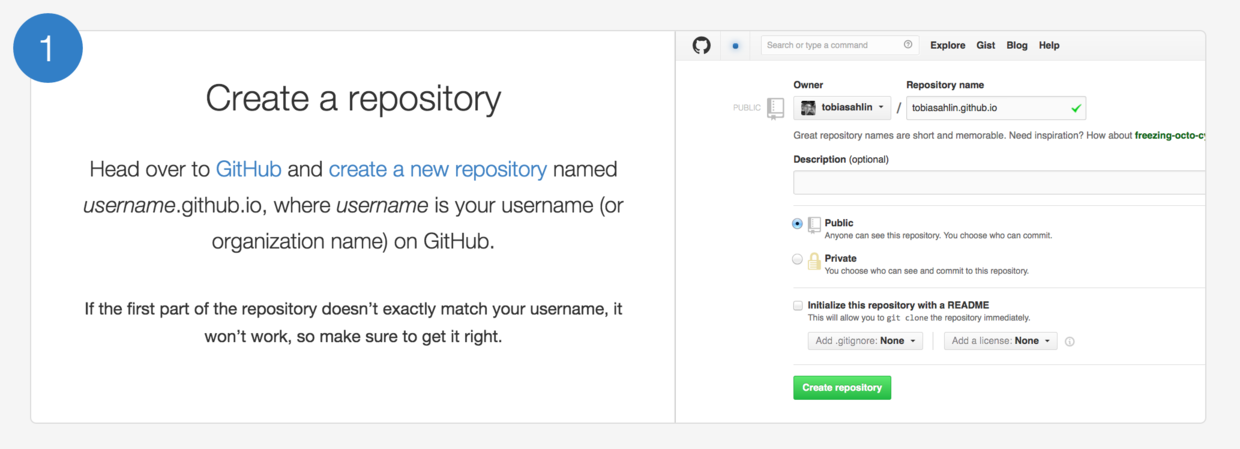 1
Create a repository
Head over to GitHub and create a new repository named
username.github.io, where username is your username (or
organization name) on GitHub.
If the first part of the repository doesn’t exactly match your username, it
won’t work, so make sure to get it right.
Search or type a command
Explore Gist Blog Help
Owner Repository name
PUBLIC tobiasahlin / tobiasahlin.github.io
Great repository names are short and memorable. Need inspiration? How about freezing-octo-
Description (optional)
Public
Anyone can see this repository. You choose who can commit.
Private
You choose who can see and commit to this repository.
Initialize this repository with a README
This will allow you to git clone the repository immediately.
Add .gitignore: None Add a license: None
Create repository